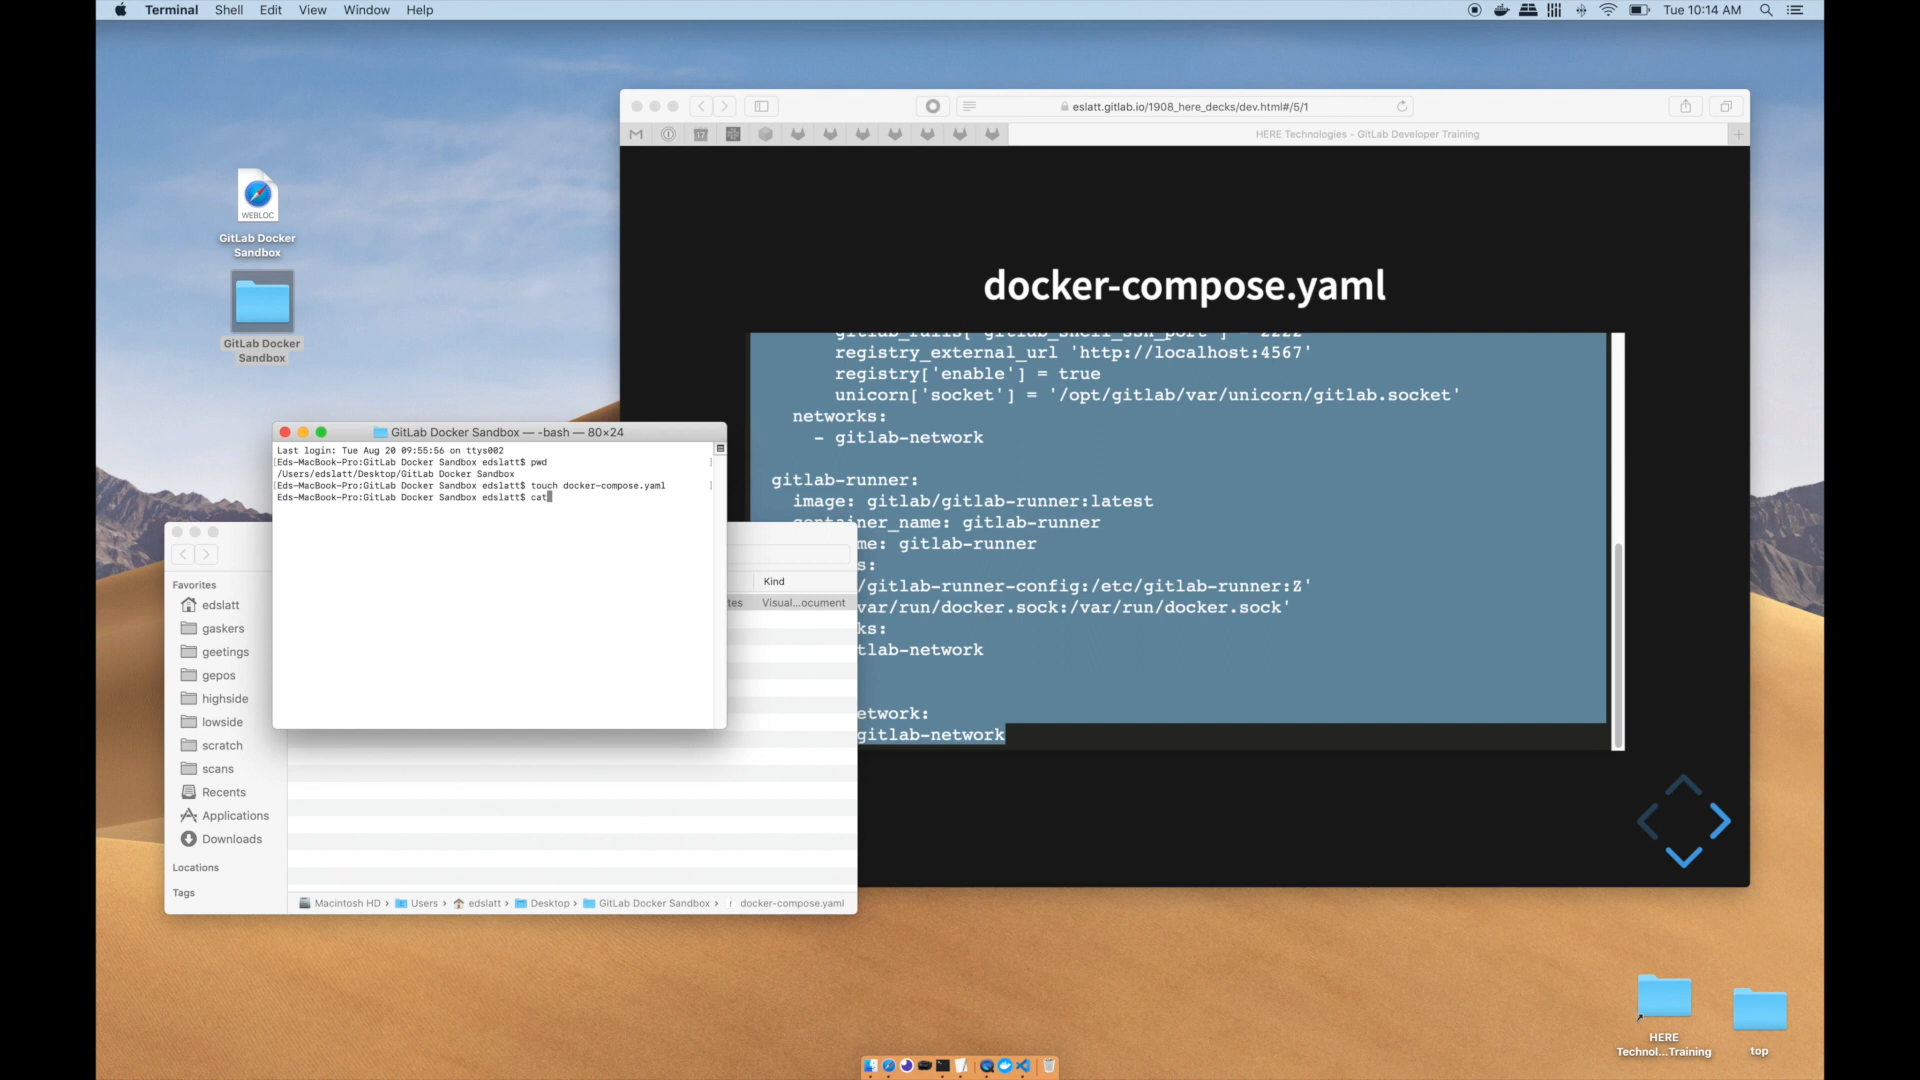 Terminal Shell Edit View Window Help
Tue 10:14 AM
eslatt.gitlab.io/1908_here_decks/dev.html#/5/1
17
HERE Technologies - GitLab Developer Training
WEBLOC
GitLab Docker
Sandbox
GitLab Docker
Sandbox
docker-compose.yaml
gitlab_rails['gitlab_shell_ssh_port'] = 2222
registry_external_url 'http://localhost:4567'
registry['enable'] = true
unicorn['socket'] = '/opt/gitlab/var/unicorn/gitlab.socket'
networks:
- gitlab-network
gitlab-runner:
image: gitlab/gitlab-runner:latest
container_name: gitlab-runner
me: gitlab-runner
s:
/gitlab-runner-config:/etc/gitlab-runner:Z'
var/run/docker.sock:/var/run/docker.sock'
ks:
tlab-network
etwork:
gitlab-network
GitLab Docker Sandbox — -bash — 80×24
Last login: Tue Aug 20 09:55:56 on ttys002
[Eds-MacBook-Pro:GitLab Docker Sandbox edslatt$ pwd ]
/Users/edslatt/Desktop/GitLab Docker Sandbox
[Eds-MacBook-Pro:GitLab Docker Sandbox edslatt$ touch docker-compose.yaml ]
Eds-MacBook-Pro:GitLab Docker Sandbox edslatt$ cat
Kind
tes Visual...ocument
Favorites
edslatt
gaskers
geetings
gepos
highside
lowside
scratch
scans
Recents
Applications
Downloads
Locations
Tags
Macintosh HD › Users › edslatt › Desktop › GitLab Docker Sandbox › docker-compose.yaml
HERE
Technol...Training
top